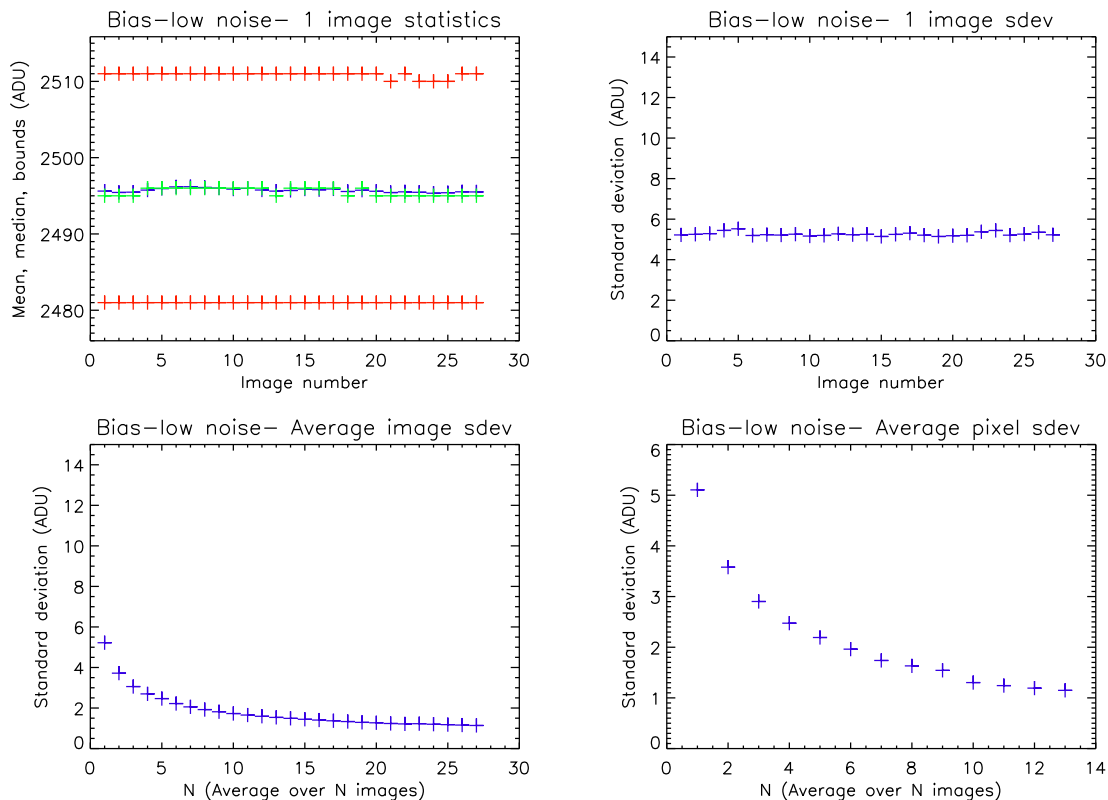 Bias-low noise- 1 image statistics
Mean, median, bounds (ADU)
2510
2500
2490
2480
0 5 10 15 20 25 30
Image number
Bias-low noise- 1 image sdev
Standard deviation (ADU)
14
12
10
8
6
4
2
0
0 5 10 15 20 25 30
Image number
Bias-low noise- Average image sdev
Standard deviation (ADU)
14
12
10
8
6
4
2
0
0 5 10 15 20 25 30
N (Average over N images)
Bias-low noise- Average pixel sdev
Standard deviation (ADU)
6
5
4
3
2
1
0
0 2 4 6 8 10 12 14
N (Average over N images)